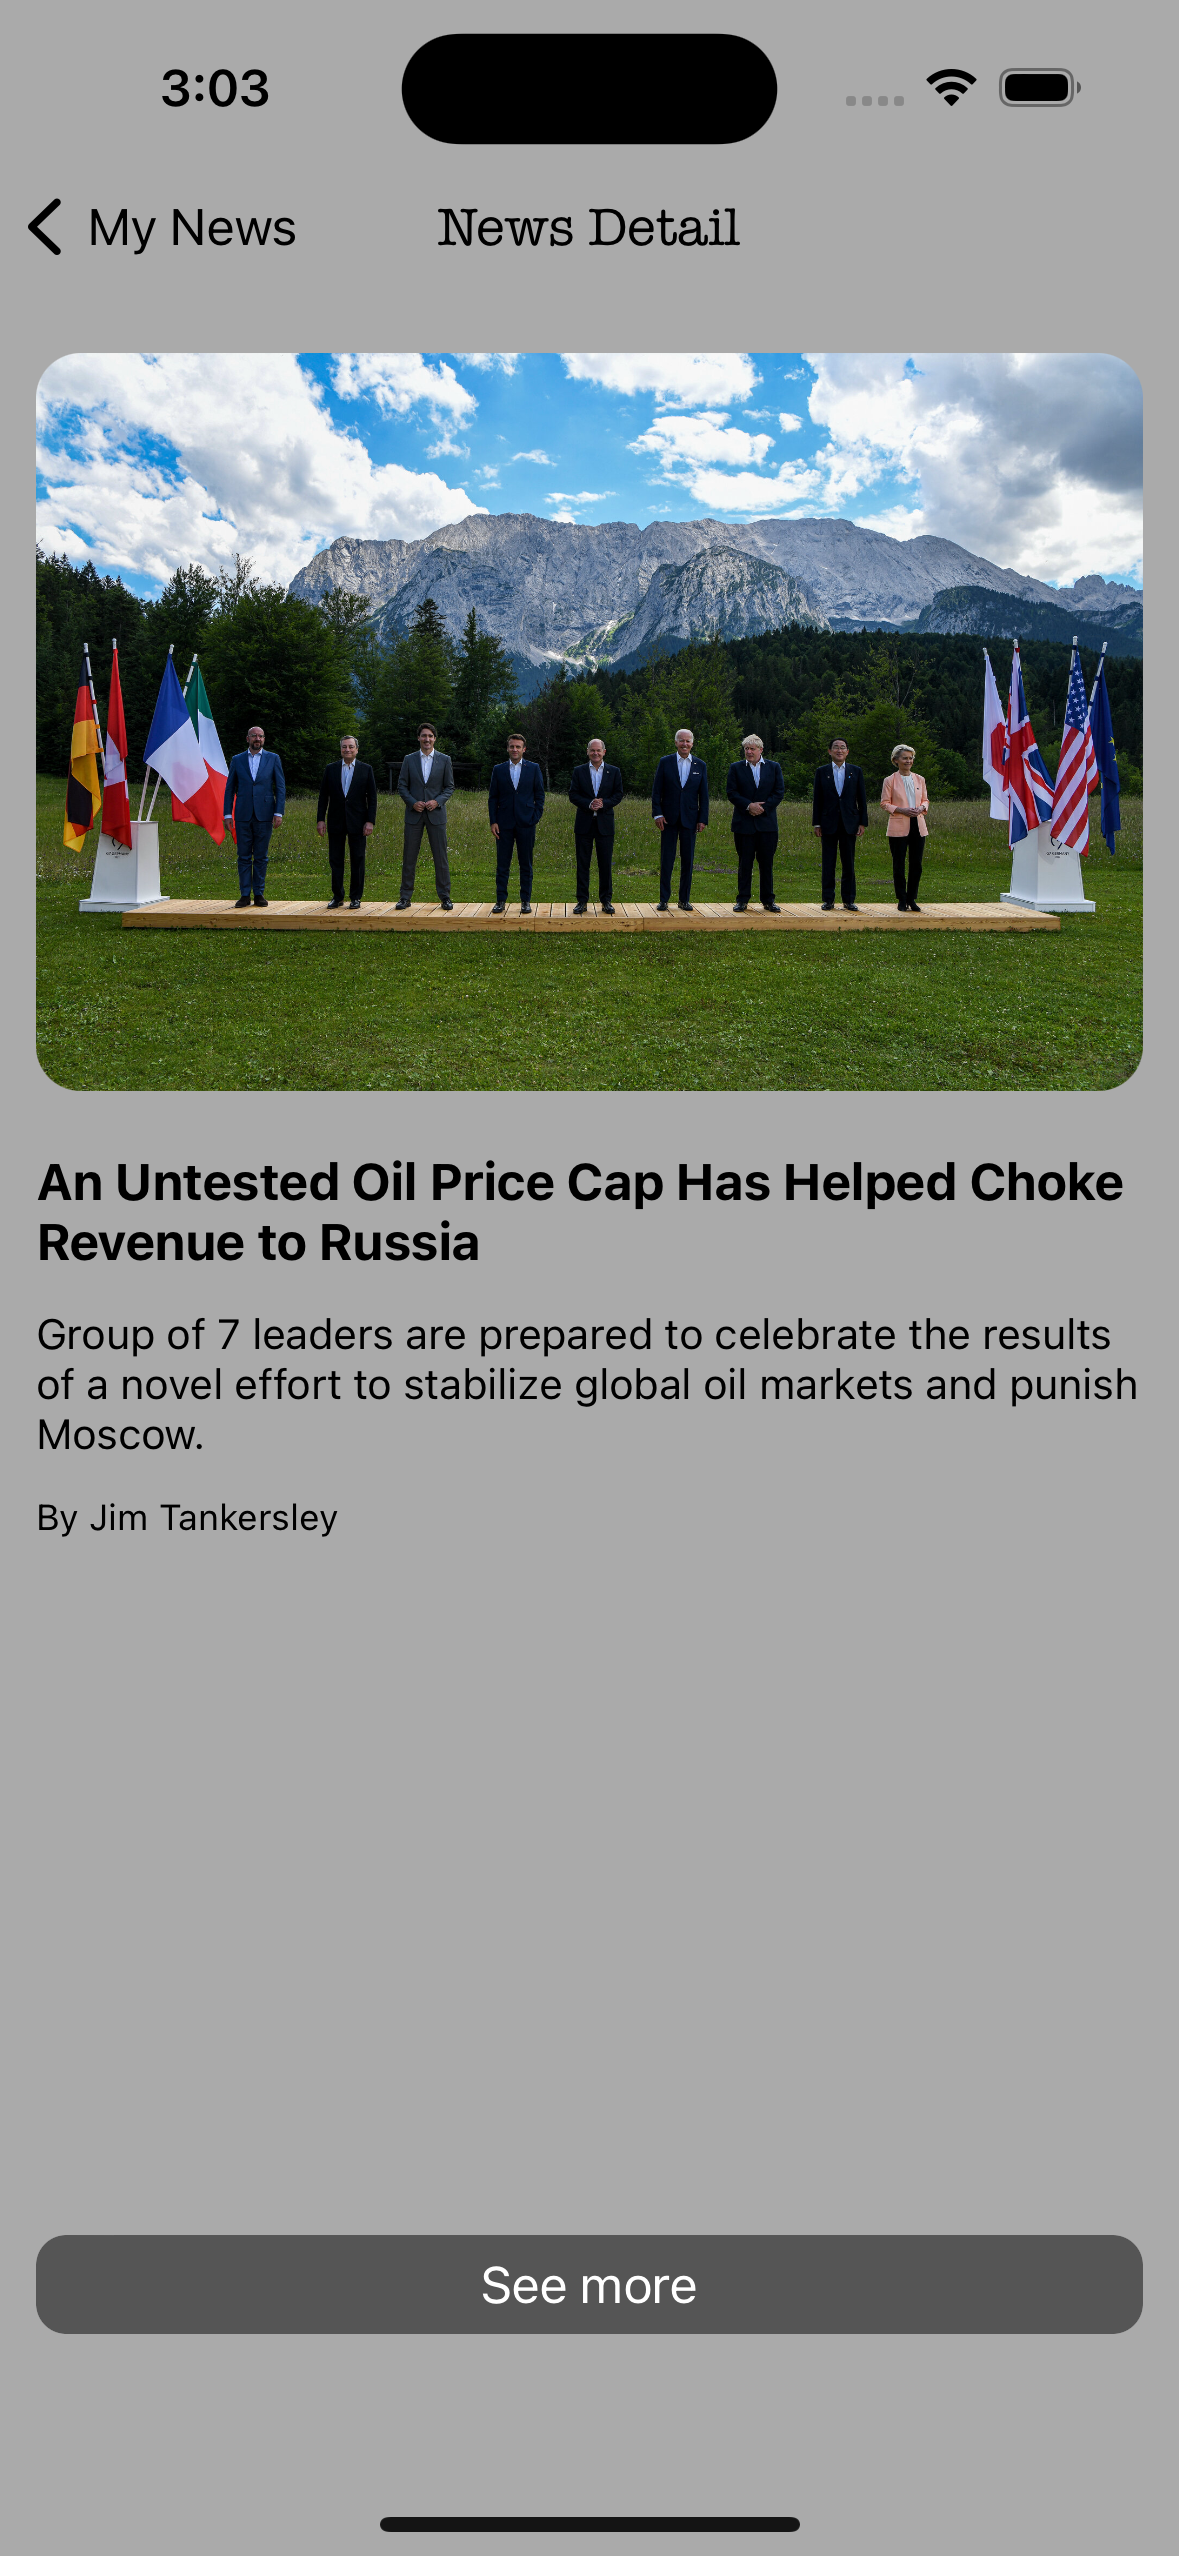 3:03
My News
News Detail
An Untested Oil Price Cap Has Helped Choke
Revenue to Russia
Group of 7 leaders are prepared to celebrate the results
of a novel effort to stabilize global oil markets and punish
Moscow.
By Jim Tankersley
See more